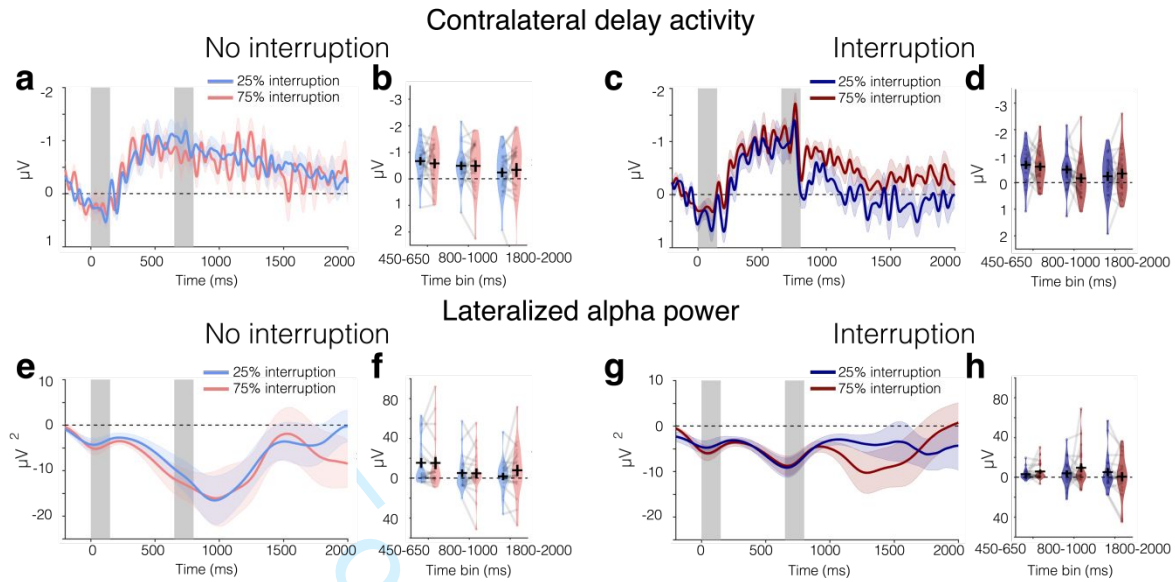 Contralateral delay activity
No interruption
Interruption
a
25% interruption
75% interruption
-2
-1
0
1
µV
0 500 1000 1500 2000
Time (ms)
b
-3
-2
-1
0
1
2
µV
450-650 800-1000 1800-2000
Time bin (ms)
c
25% interruption
75% interruption
-2
-1
0
1
µV
0 500 1000 1500 2000
Time (ms)
d
-3
-2
-1
0
1
2
µV
450-650 800-1000 1800-2000
Time bin (ms)
Lateralized alpha power
No interruption
Interruption
e
25% interruption
75% interruption
10
0
-10
-20
µV 2
0 500 1000 1500 2000
Time (ms)
f
80
40
0
40
µV
450-650 800-1000 1800-2000
Time bin (ms)
g
25% interruption
75% interruption
10
0
-10
-20
µV 2
0 500 1000 1500 2000
Time (ms)
h
80
40
0
40
µV
450-650 800-1000 1800-2000
Time bin (ms)